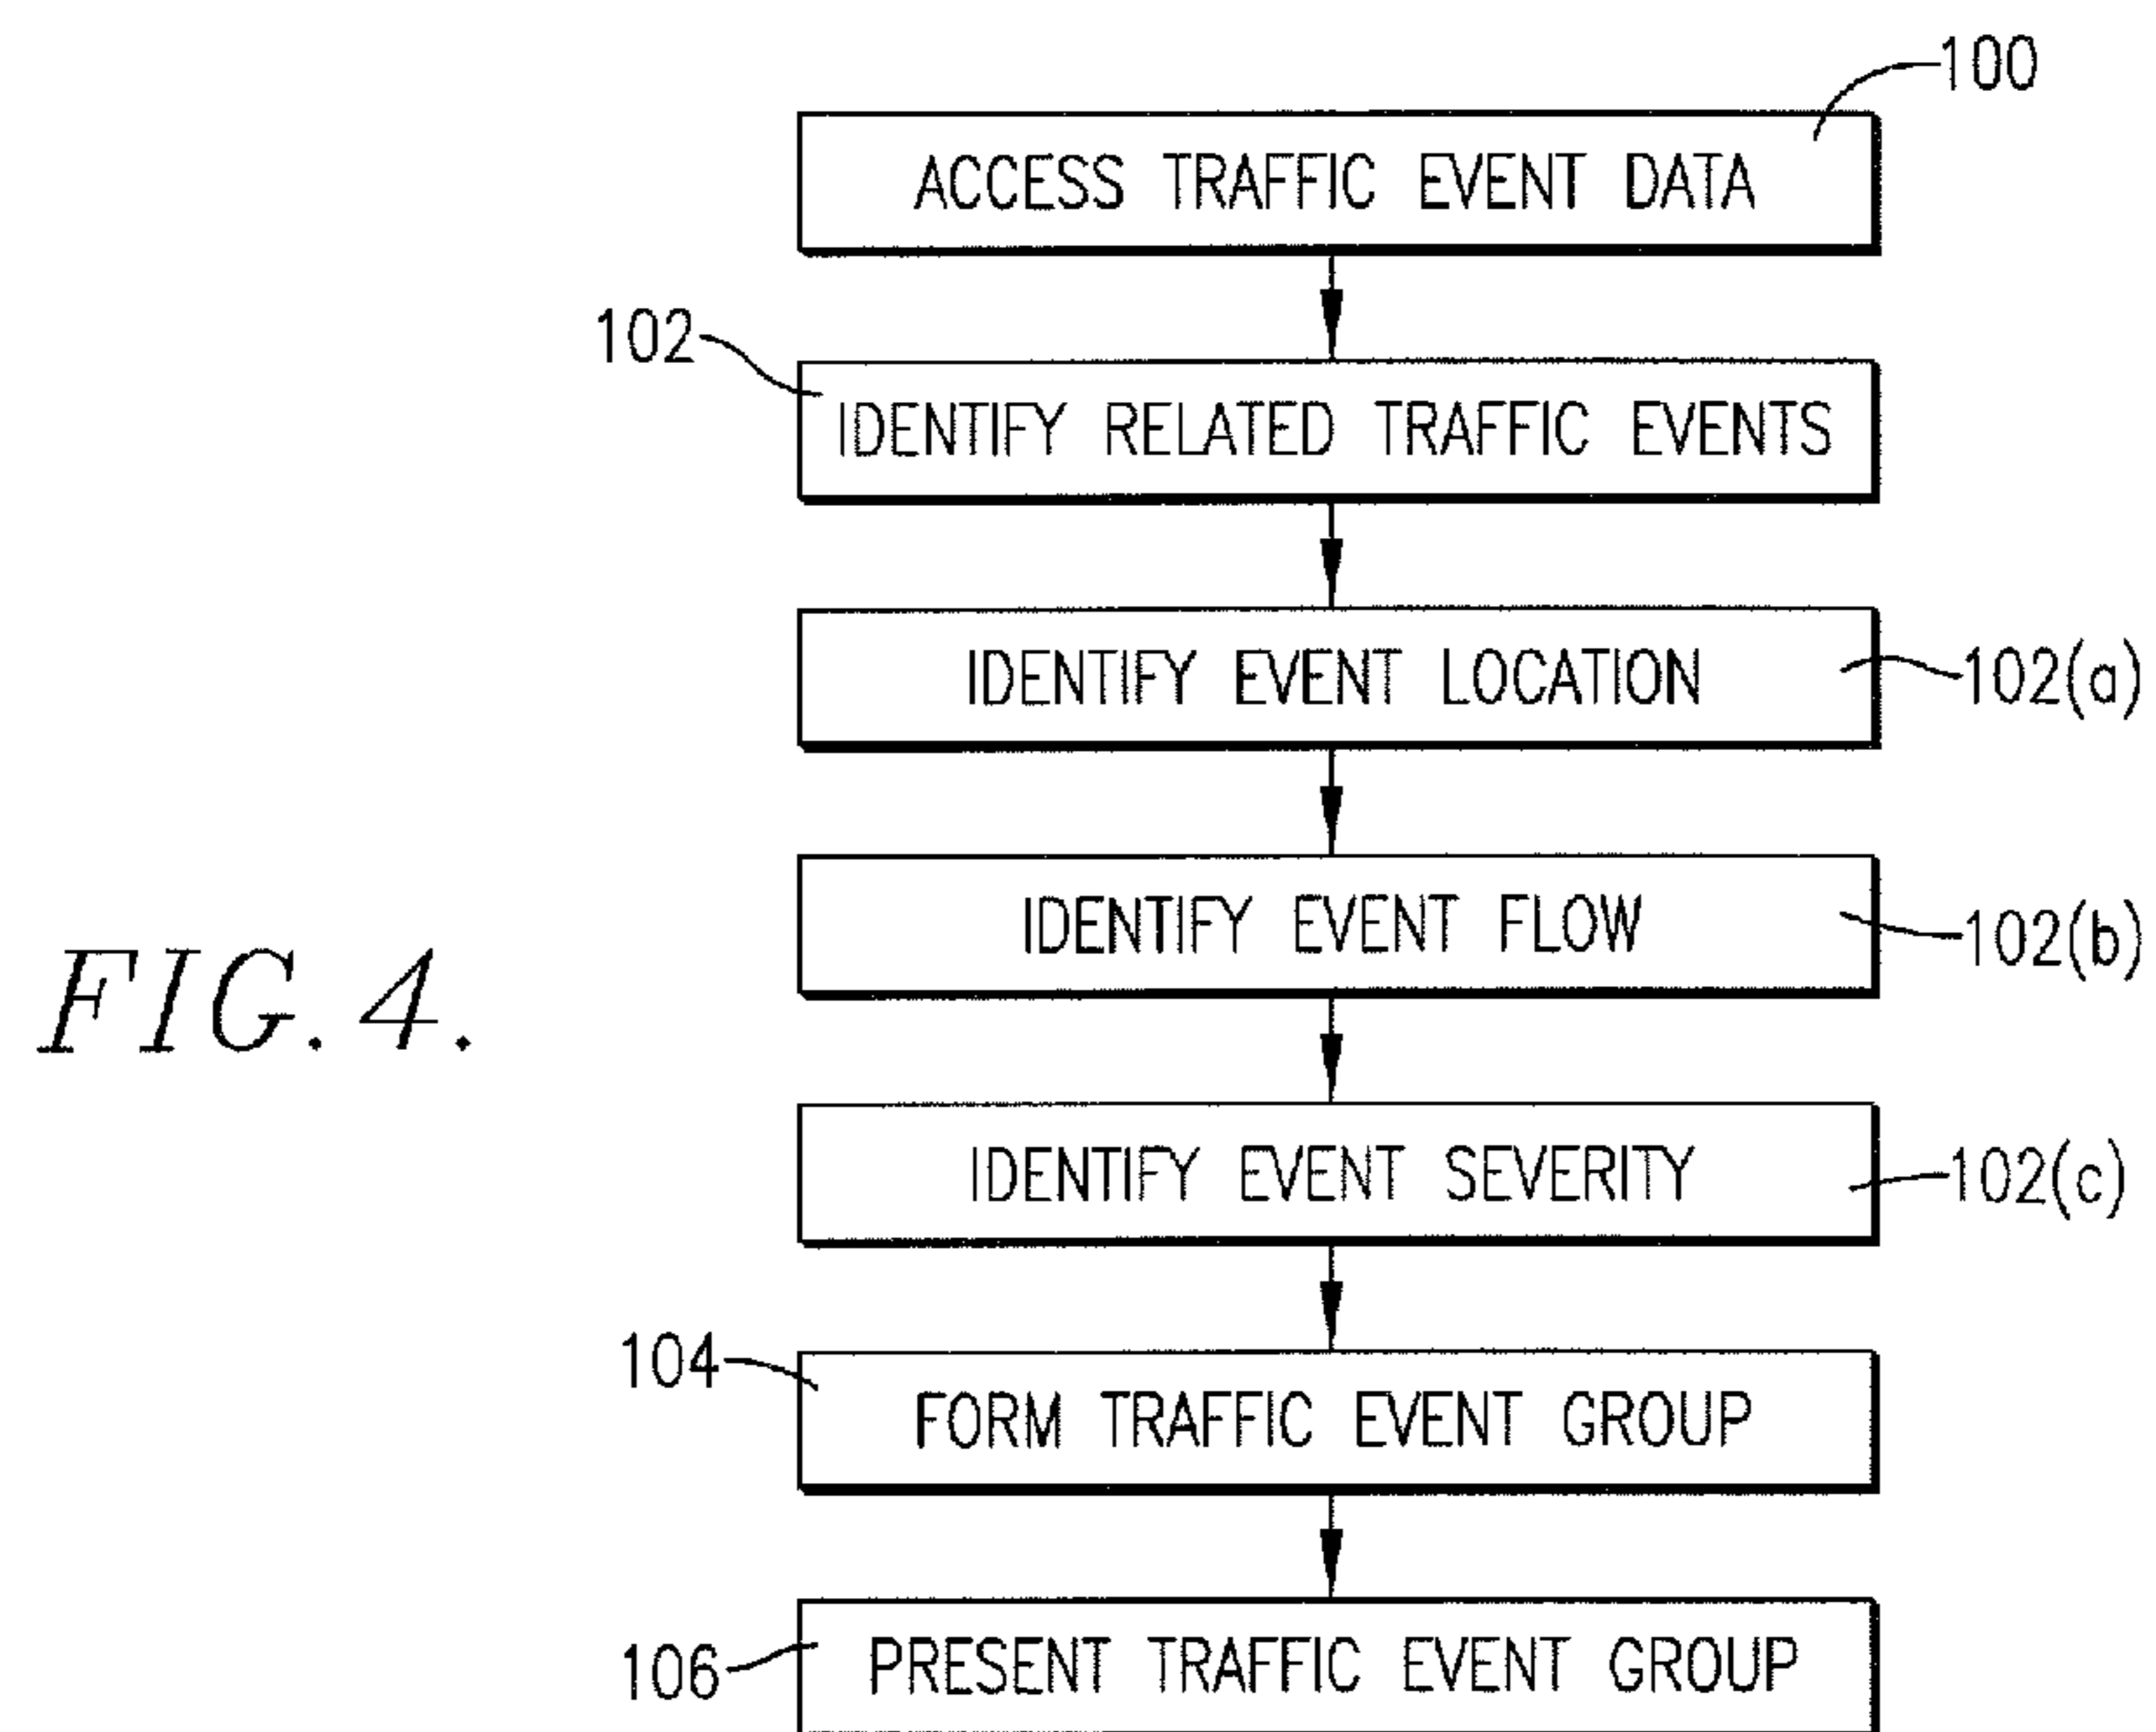 100
ACCESS TRAFFIC EVENT DATA
102
IDENTIFY RELATED TRAFFIC EVENTS
IDENTIFY EVENT LOCATION
102(a)
IDENTIFY EVENT FLOW
102(b)
FIG. 4.
IDENTIFY EVENT SEVERITY
102(c)
104
FORM TRAFFIC EVENT GROUP
106
PRESENT TRAFFIC EVENT GROUP